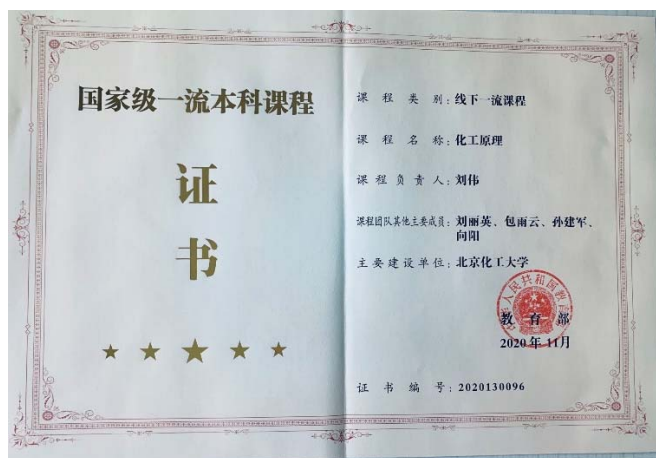 国家级一流本科课程
证
书
课程类别：线下一流课程
课程名称：化工原理
课程负责人：刘伟
课程团队其他主要成员：刘丽英、包雨云、孙建军、
向阳
主要建设单位：北京化工大学
教育部
2020年11月
证书编号：2020130096